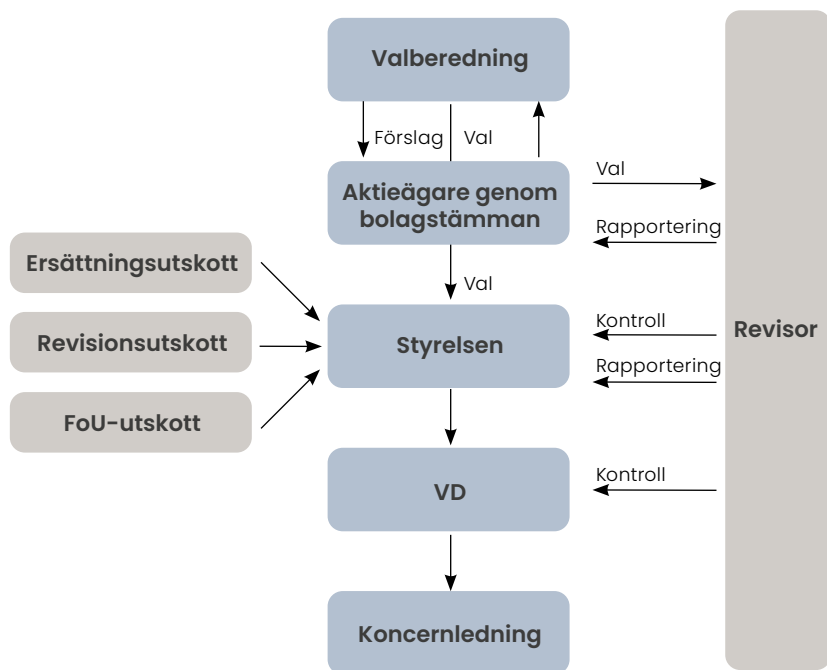 Valberedning
Förslag
Val
Aktieägare genom
bolagstämman
Val
Rapportering
Ersättningsutskott
Val
Revisionsutskott
Styrelsen
Kontroll
Revisor
Rapportering
FoU-utskott
VD
Kontroll
Koncernledning